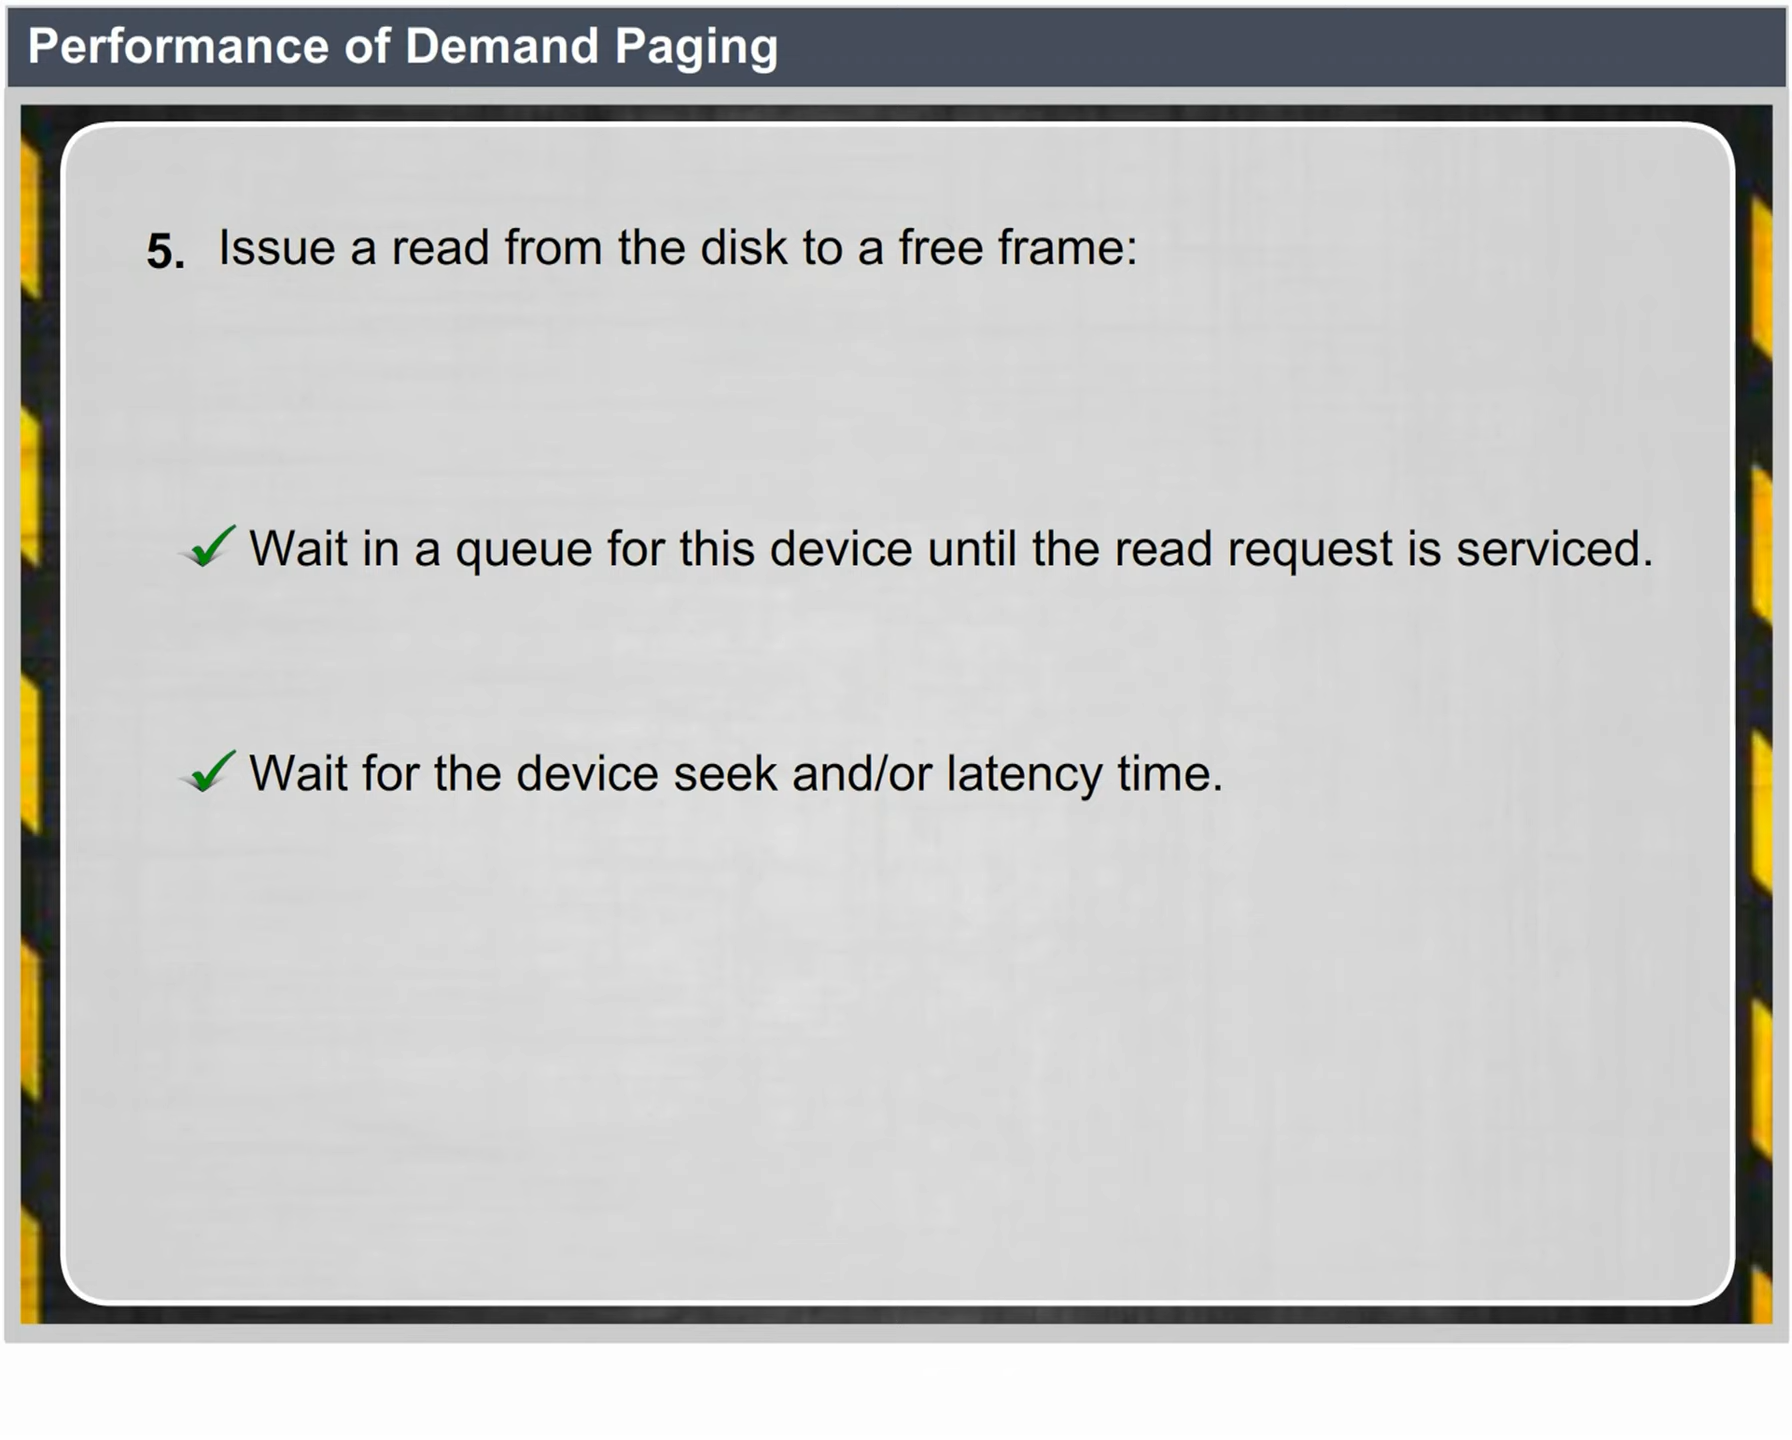 Performance of Demand Paging
5. Issue a read from the disk to a free frame:
Wait in a queue for this device until the read request is serviced.
Wait for the device seek and/or latency time.